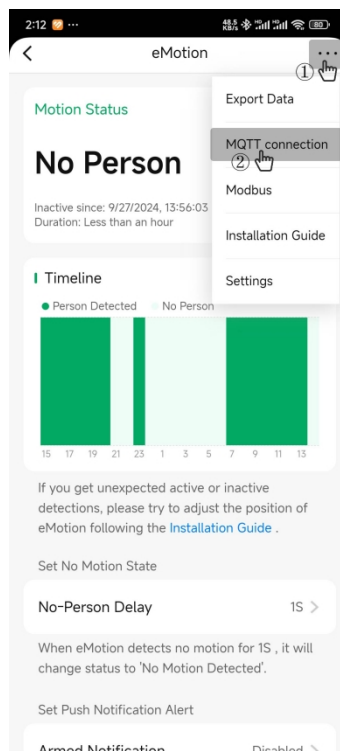 2:12 ···
48.5
KB/s
HD
HD
80
eMotion
···
①
Motion Status
Export Data
No Person
MQTT connection
②
Modbus
Inactive since: 9/27/2024, 13:56:03
Duration: Less than an hour
Installation Guide
Timeline
Settings
Person Detected No Person
15 17 19 21 23 1 3 5 7 9 11 13
If you get unexpected active or inactive
detections, please try to adjust the position of
eMotion following the Installation Guide .
Set No Motion State
No-Person Delay 1S >
When eMotion detects no motion for 1S , it will
change status to 'No Motion Detected'.
Set Push Notification Alert
Armed Notification Disabled >